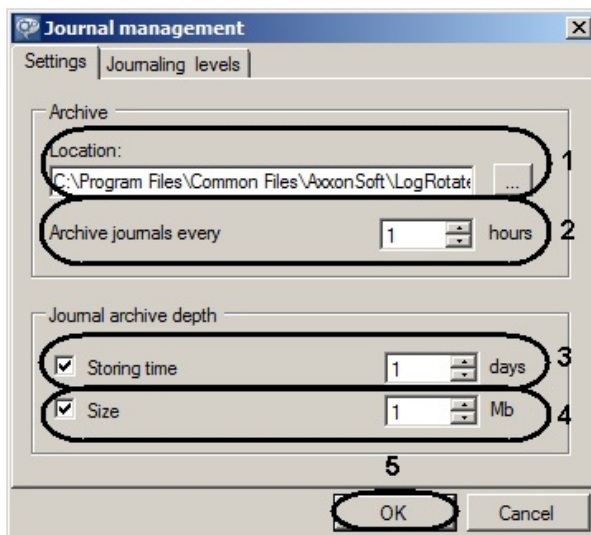 Journal management
Settings Journaling levels
Archive
Location:
1
C:\Program Files\Common Files\AxxonSoft\LogRotate ...
Archive journals every 1 hours 2
Journal archive depth
Storing time 1 days 3
Size 1 Mb 4
5
OK Cancel